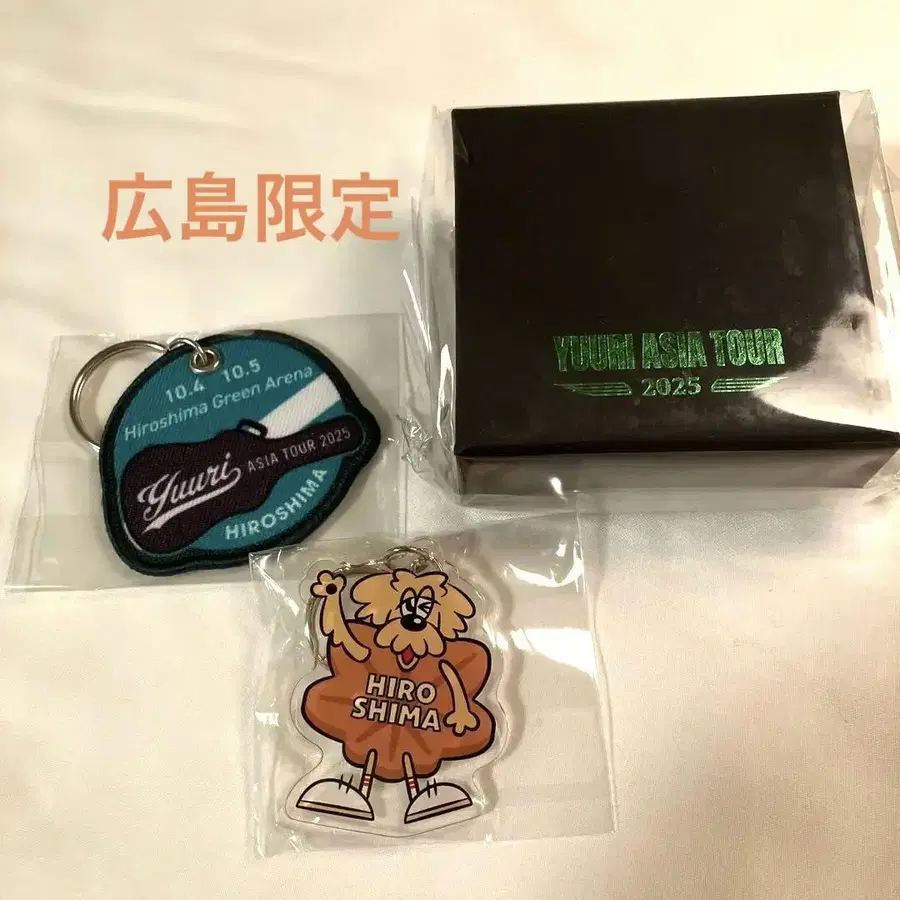 広島限定
YUURI ASIA TOUR
2025
10.4 10.5
Hiroshima Green Arena
Yuuri ASIA TOUR 2025
HIROSHIMA
HIRO
SHIMA